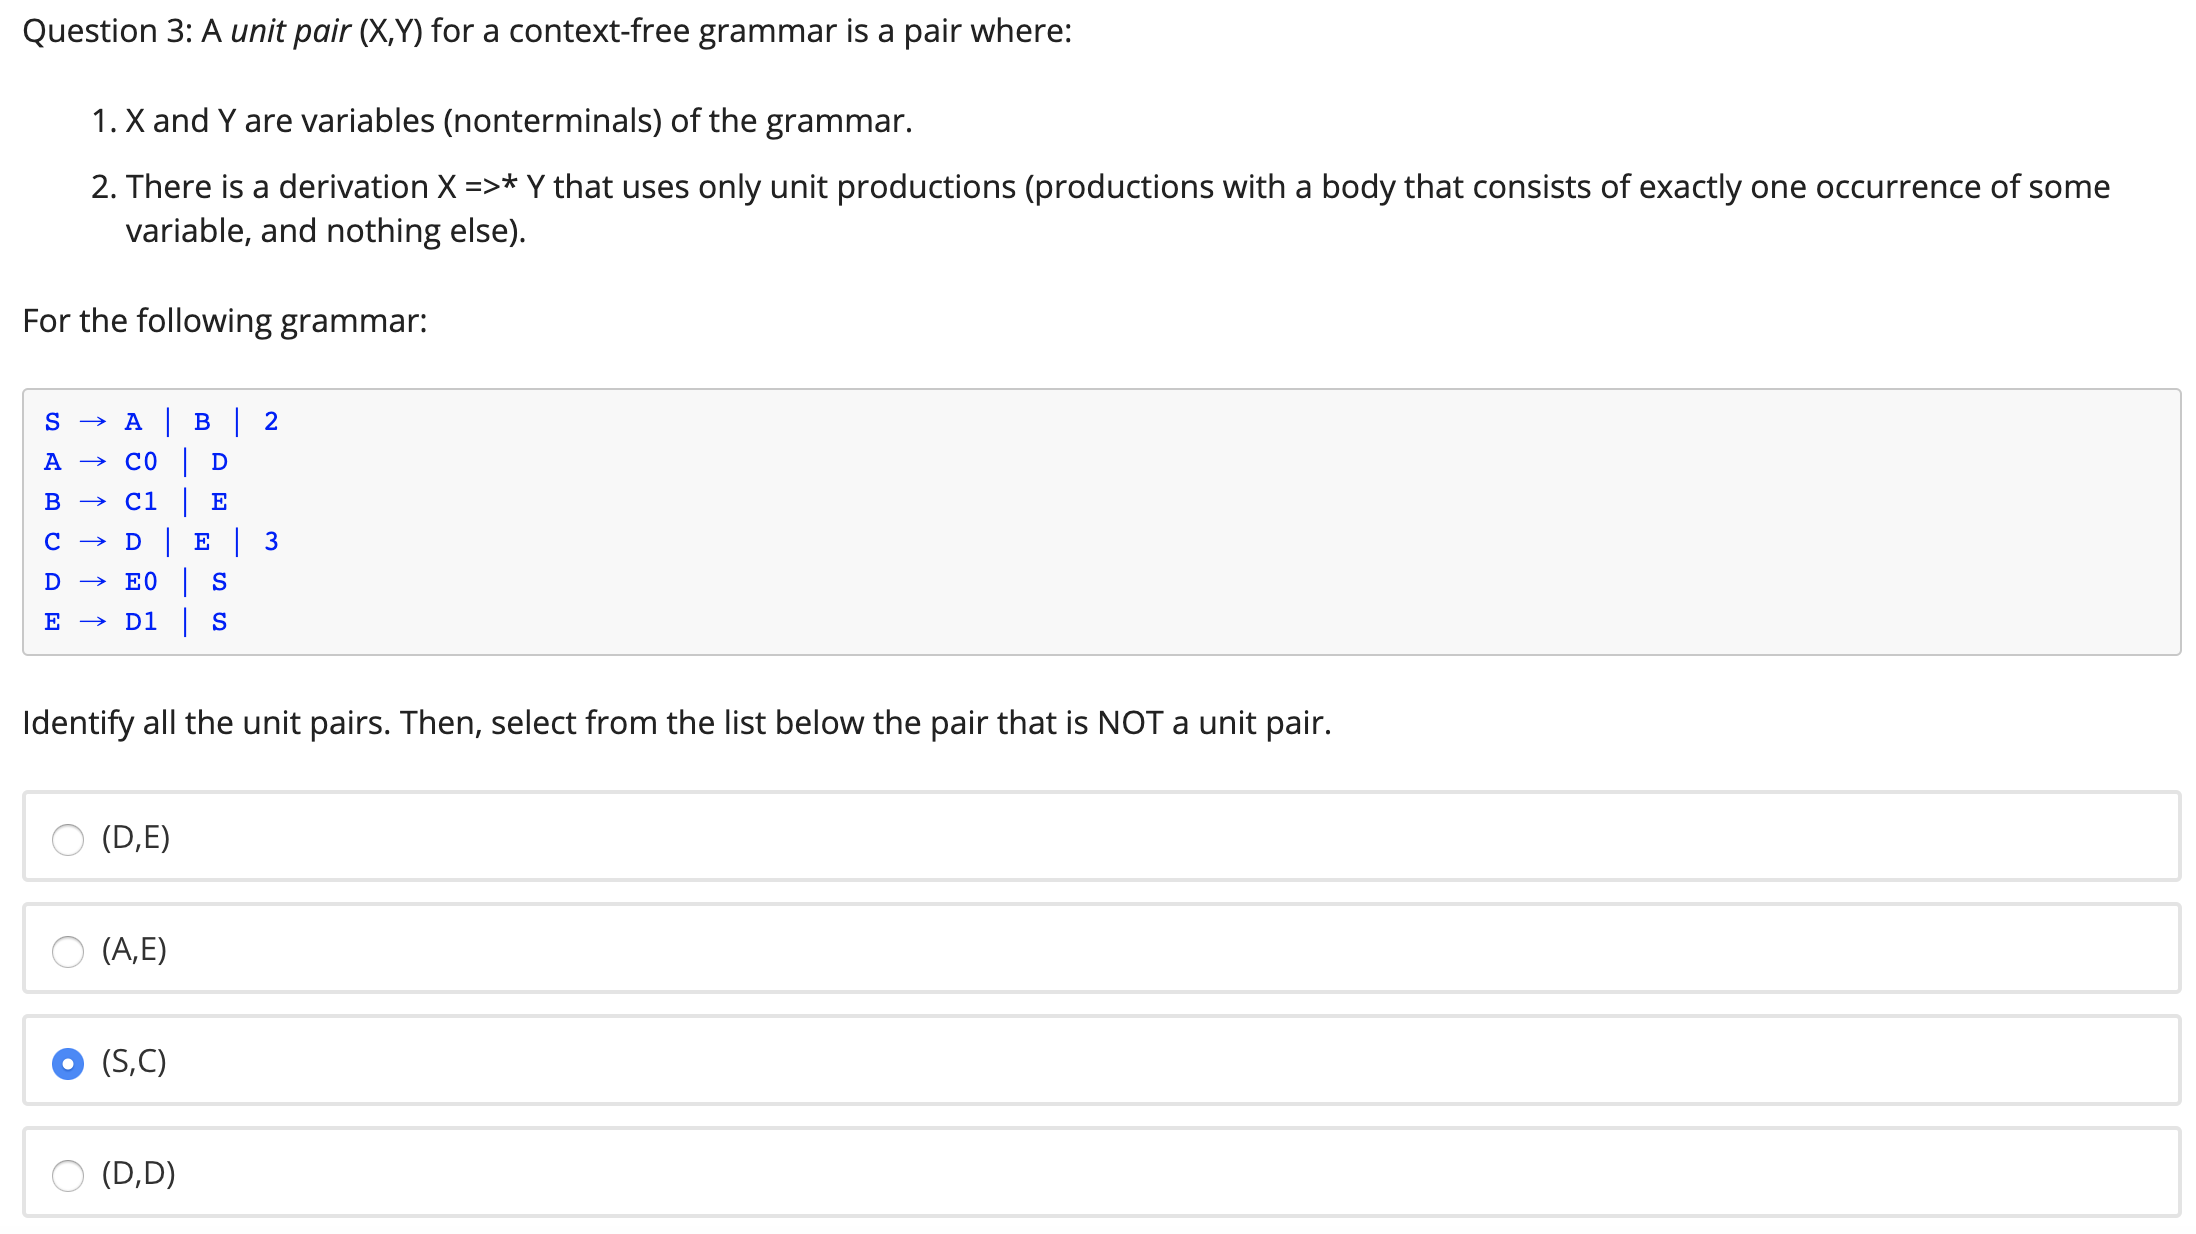 Question 3: A unit pair (X,Y) for a context-free grammar is a pair where:
1. X and Y are variables (nonterminals) of the grammar.
2. There is a derivation X =>* Y that uses only unit productions (productions with a body that consists of exactly one occurrence of some
variable, and nothing else).
For the following grammar:
S → A | B | 2
A → C0 | D
B → C1 | E
C → D | E | 3
D → E0 | S
E → D1 | S
Identify all the unit pairs. Then, select from the list below the pair that is NOT a unit pair.
(D,E)
(A,E)
(S,C)
(D,D)